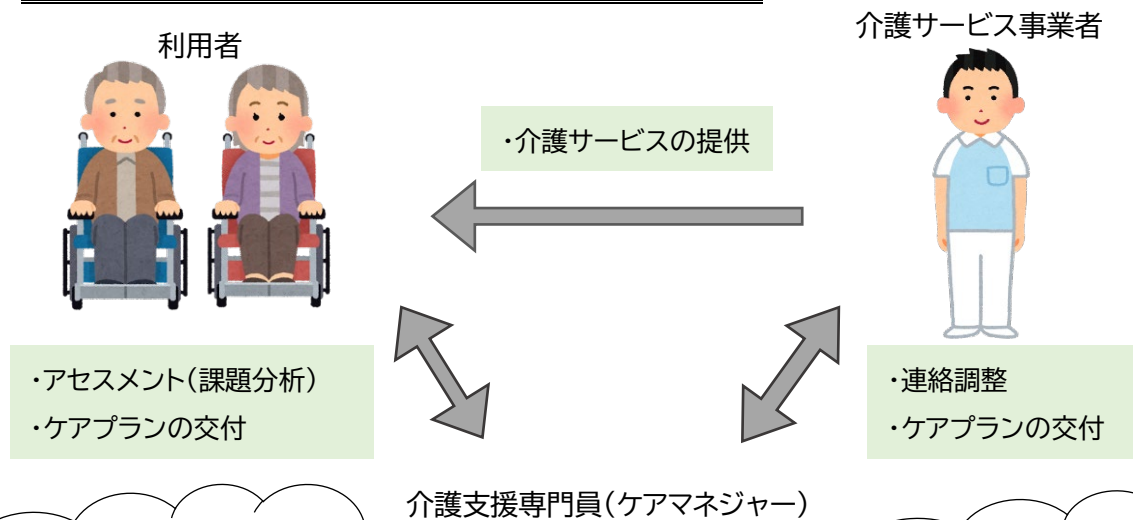 利用者
介護サービス事業者
・介護サービスの提供
・アセスメント(課題分析)
・ケアプランの交付
・連絡調整
・ケアプランの交付
介護支援専門員(ケアマネジャー)